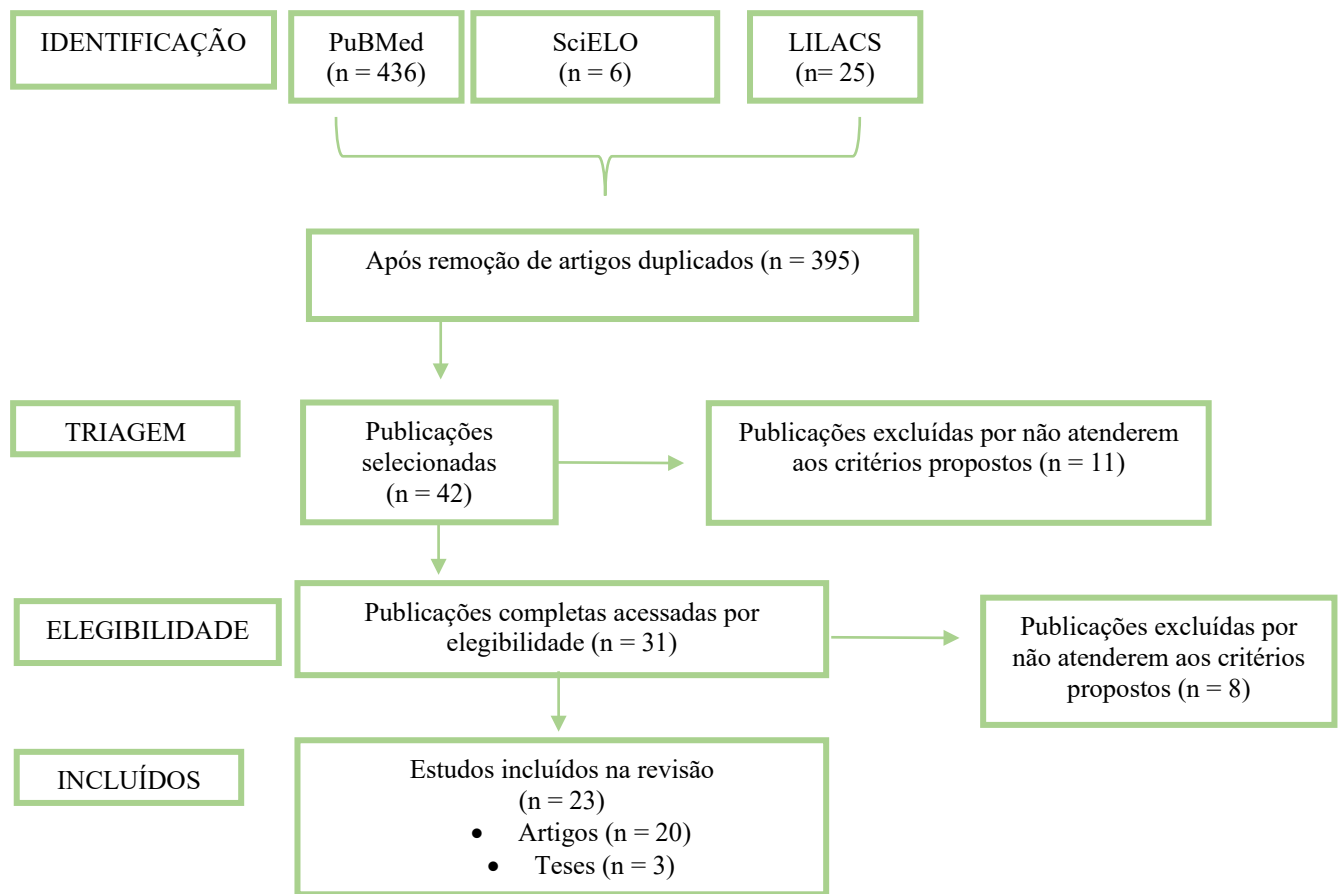 IDENTIFICAÇÃO
PuBMed
(n = 436)
SciELO
(n = 6)
LILACS
(n= 25)
Após remoção de artigos duplicados (n = 395)
TRIAGEM
Publicações
selecionadas
(n = 42)
Publicações excluídas por não atenderem
aos critérios propostos (n = 11)
ELEGIBILIDADE
Publicações completas acessadas por
elegibilidade (n = 31)
Publicações excluídas por
não atenderem aos critérios
propostos (n = 8)
INCLUÍDOS
Estudos incluídos na revisão
(n = 23)
• Artigos (n = 20)
• Teses (n = 3)